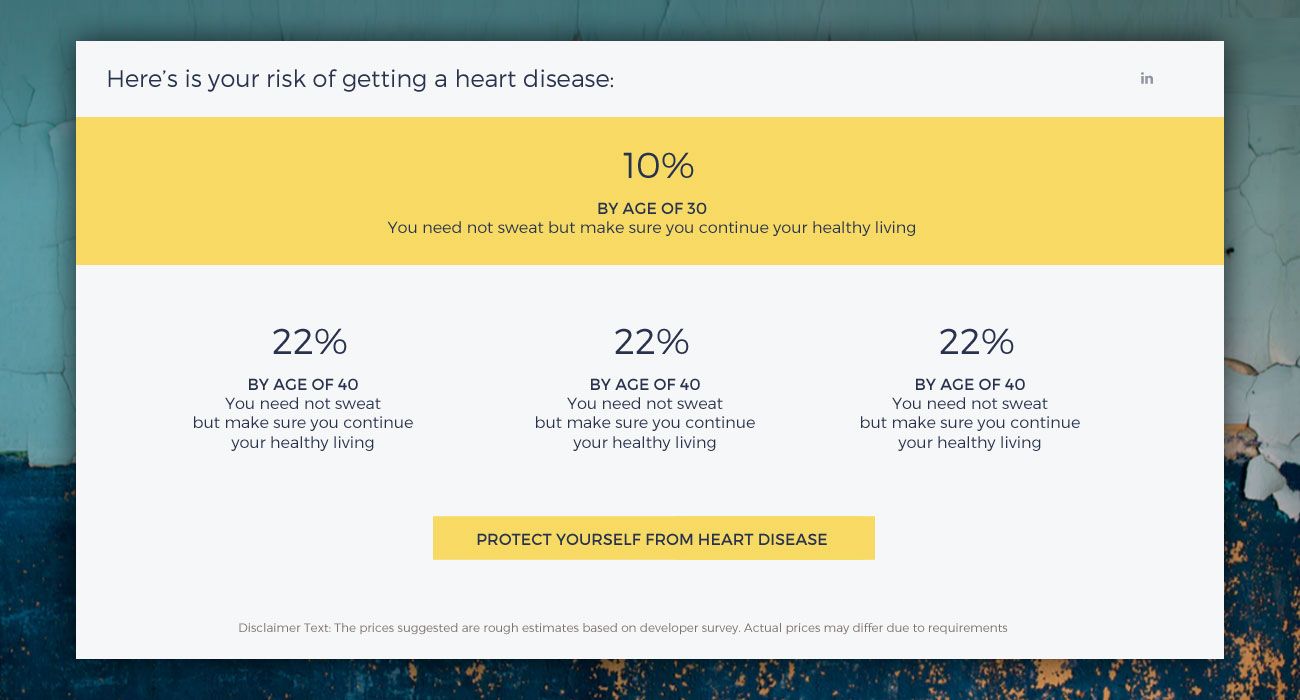 Here’s is your risk of getting a heart disease:
in
10%
BY AGE OF 30
You need not sweat but make sure you continue your healthy living
22%
BY AGE OF 40
You need not sweat
but make sure you continue
your healthy living
22%
BY AGE OF 40
You need not sweat
but make sure you continue
your healthy living
22%
BY AGE OF 40
You need not sweat
but make sure you continue
your healthy living
PROTECT YOURSELF FROM HEART DISEASE
Disclaimer Text: The prices suggested are rough estimates based on developer survey. Actual prices may differ due to requirements